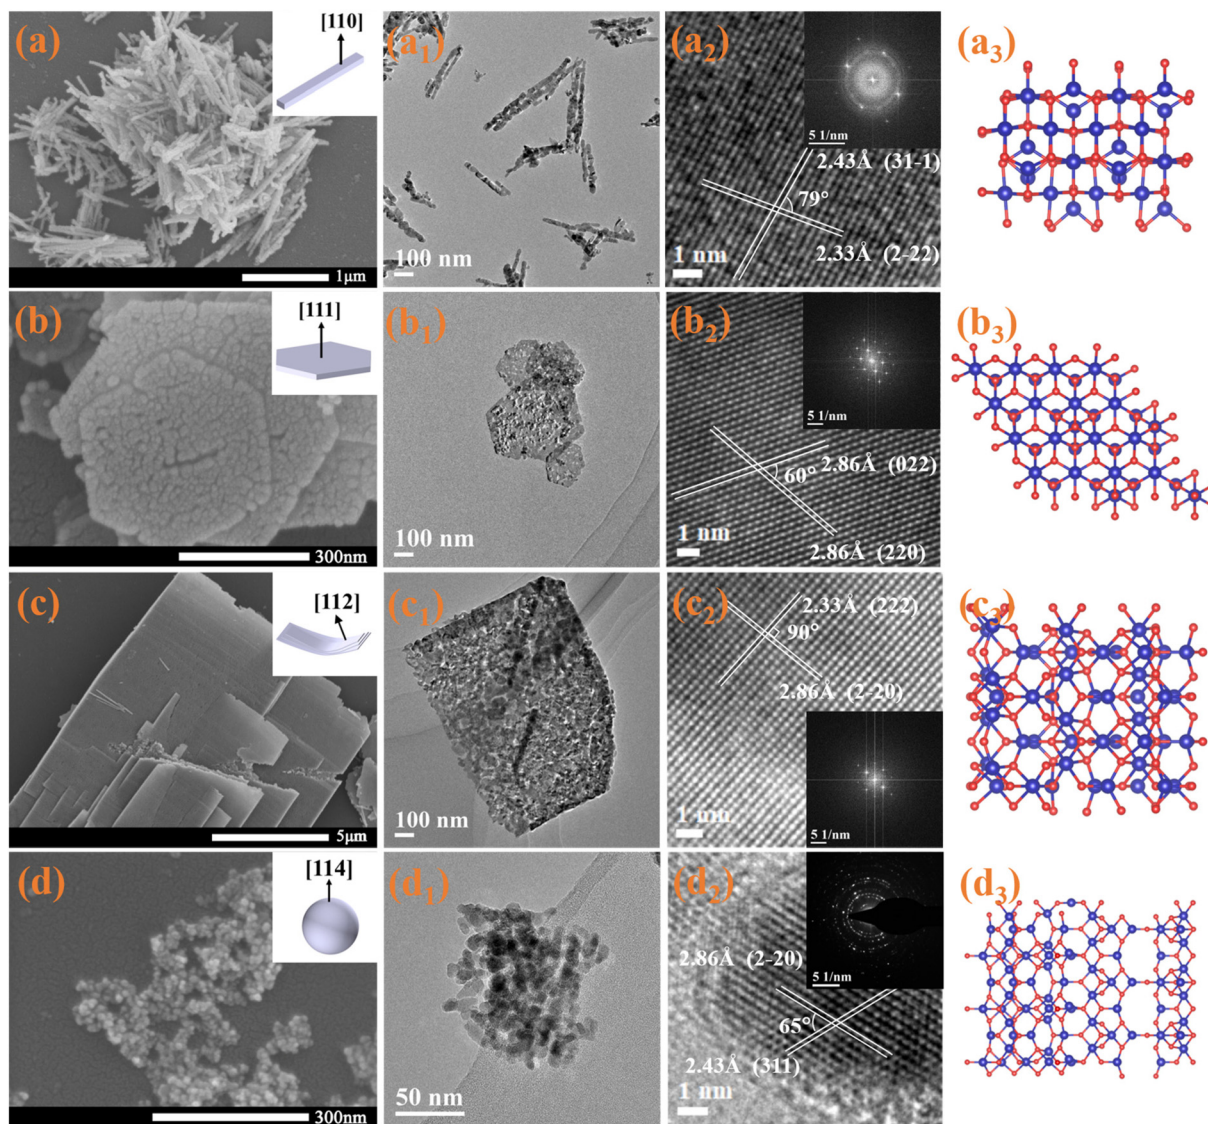 (a)
[110]
1μm
(a1)
100 nm
(a2)
5 1/nm
2.43Å (31-1)
79°
2.33Å (2-22)
1 nm
(a3)
(b)
[111]
300nm
(b1)
100 nm
(b2)
5 1/nm
2.86Å (022)
60°
2.86Å (220)
1 nm
(b3)
(c)
[112]
5μm
(c1)
100 nm
(c2)
2.33Å (222)
90°
2.86Å (2-20)
5 1/nm
1 nm
(c3)
(d)
[114]
300nm
(d1)
50 nm
(d2)
5 1/nm
2.86Å (2-20)
65°
2.43Å (311)
1 nm
(d3)